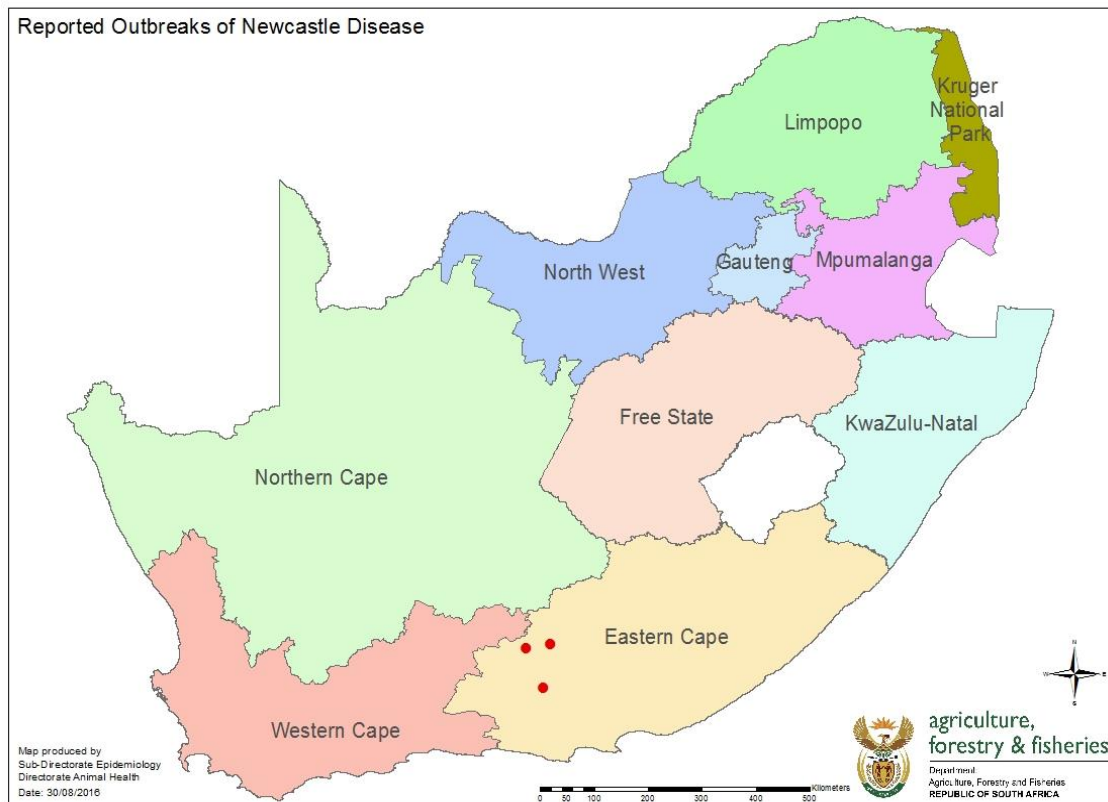 Reported Outbreaks of Newcastle Disease
Kruger
National
Park
Limpopo
North West
Gauteng
Mpumalanga
Free State
KwaZulu-Natal
Northern Cape
Eastern Cape
Western Cape
N
W
E
S
Map produced by
Sub-Directorate Epidemiology
Directorate Animal Health
Date: 30/08/2016
0 50 100 200 300 400 500
Kilometers
agriculture,
forestry & fisheries
Department:
Agriculture, Forestry and Fisheries
REPUBLIC OF SOUTH AFRICA